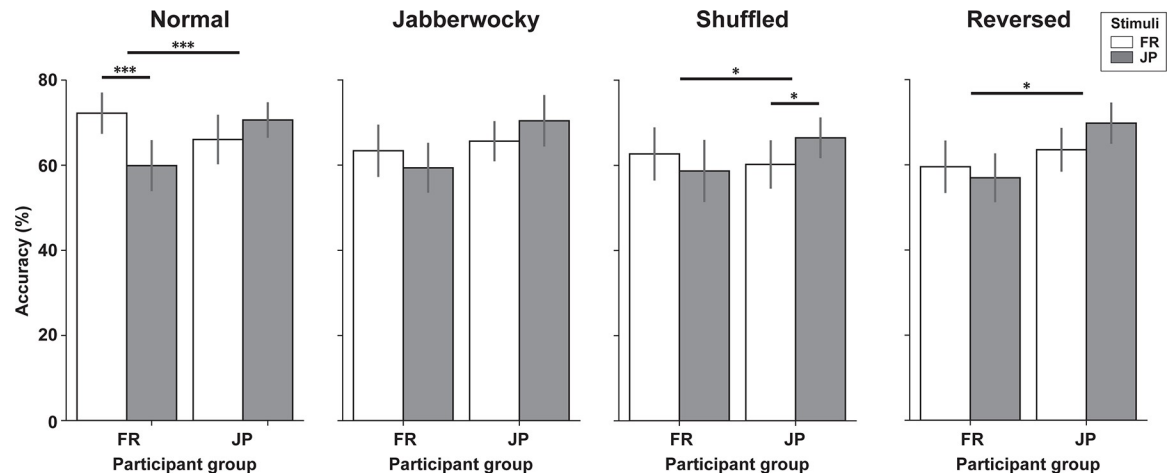 Normal
Jabberwocky
Shuffled
Reversed
Stimuli
FR
JP
***
***
*
*
*
80
60
40
20
0
Accuracy (%)
FR JP
Participant group
FR JP
Participant group
FR JP
Participant group
FR JP
Participant group